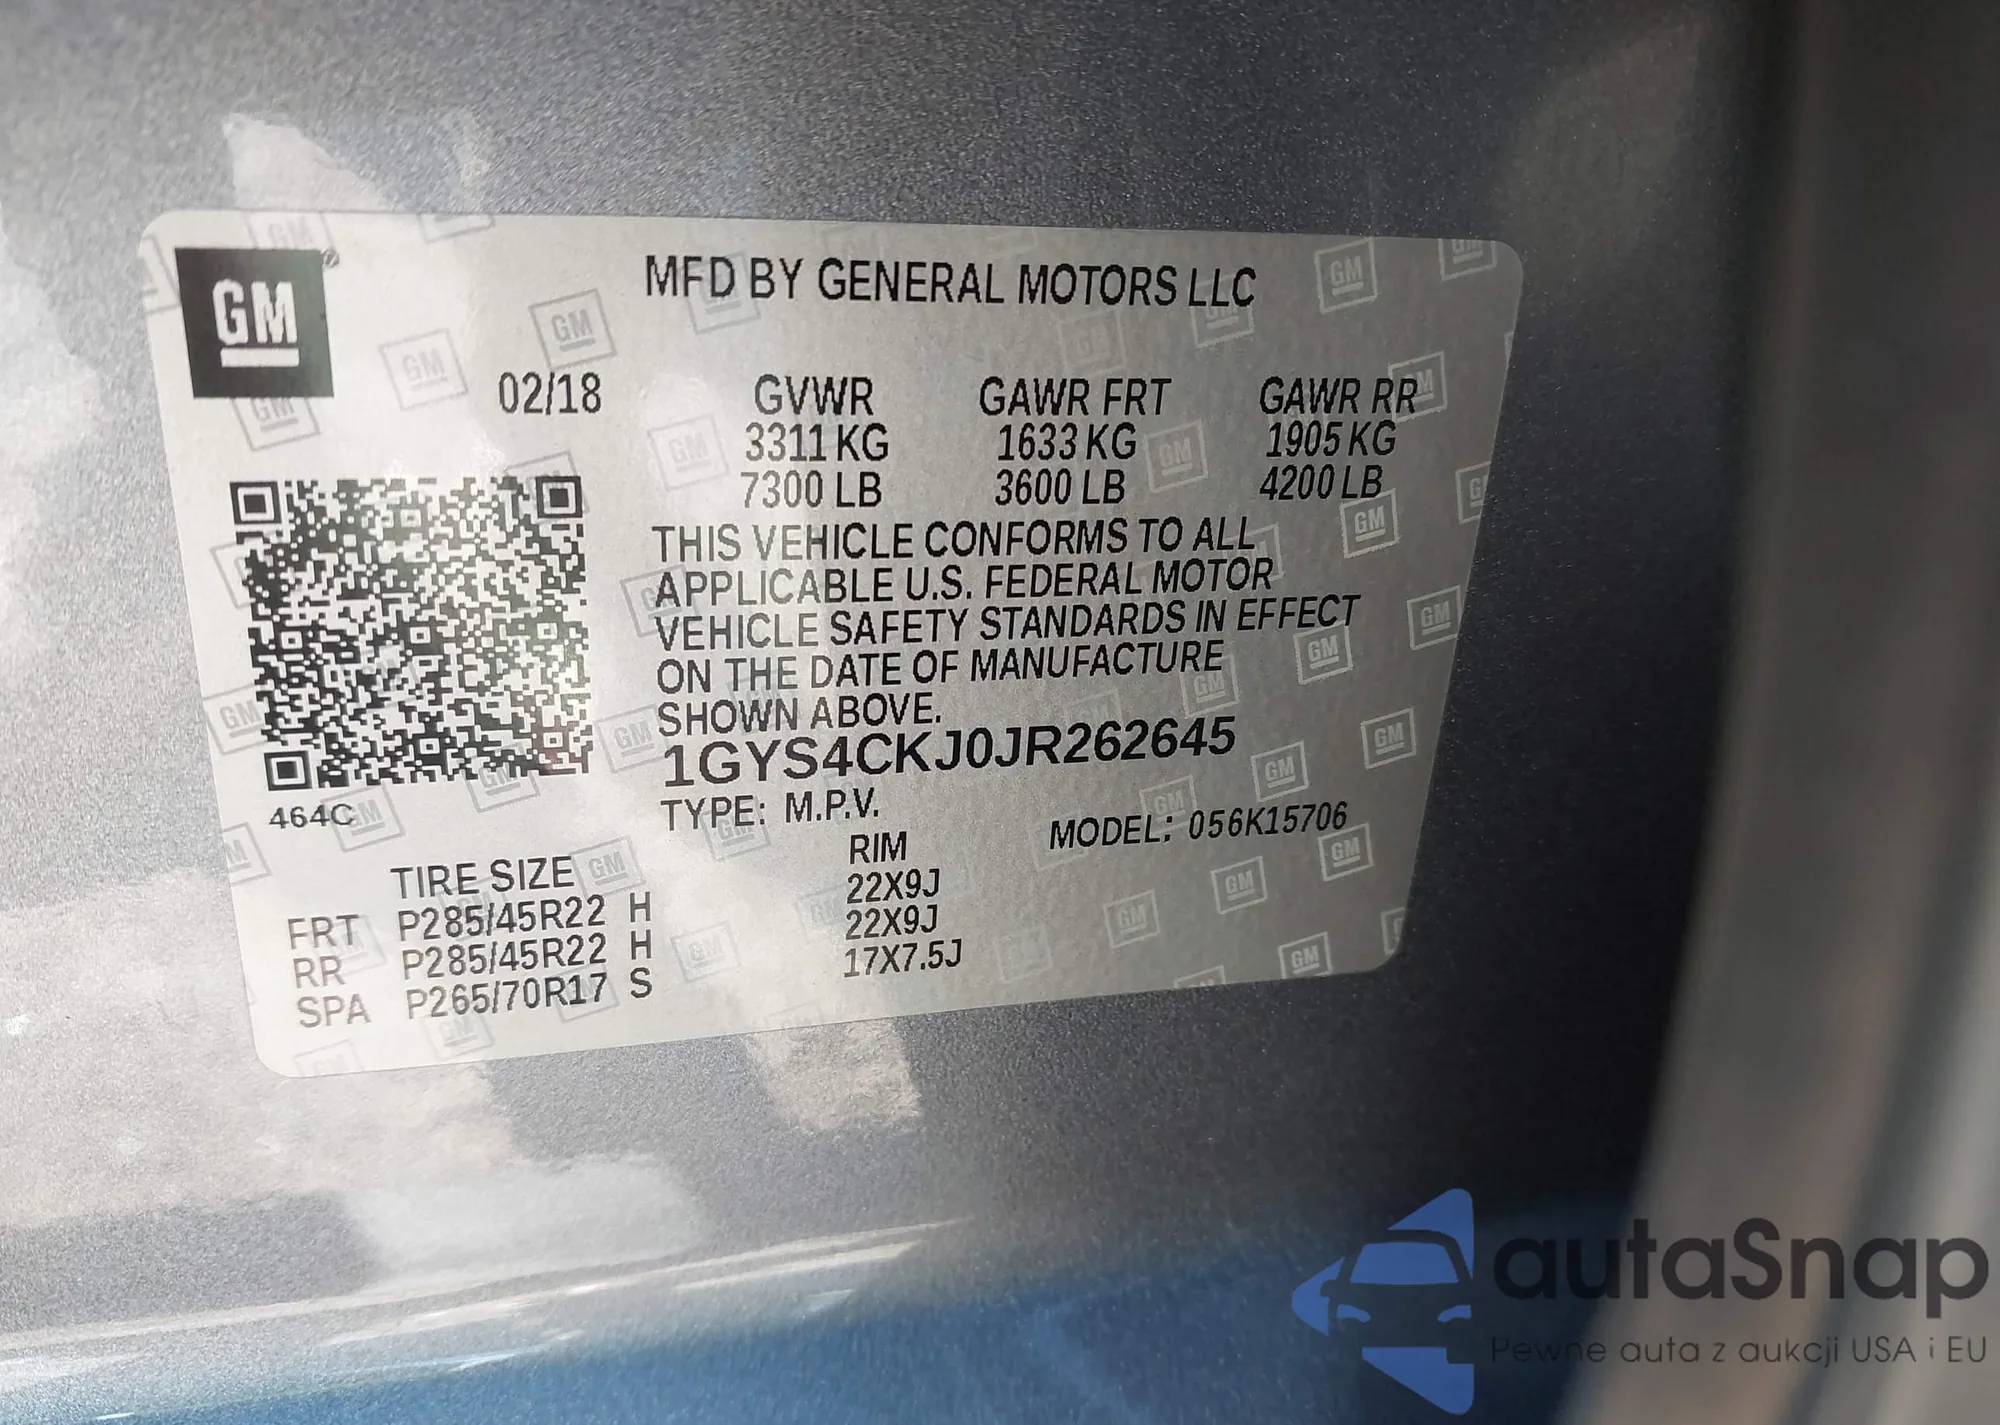 GM
MFD BY GENERAL MOTORS LLC
02/18 GVWR GAWR FRT GAWR RR
3311 KG 1633 KG 1905 KG
7300 LB 3600 LB 4200 LB
THIS VEHICLE CONFORMS TO ALL
APPLICABLE U.S. FEDERAL MOTOR
VEHICLE SAFETY STANDARDS IN EFFECT
ON THE DATE OF MANUFACTURE
SHOWN ABOVE.
1GYS4CKJ0JR262645
464C
TYPE: M.P.V. MODEL: 056K15706
TIRE SIZE RIM
FRT P285/45R22 H 22X9J
RR P285/45R22 H 22X9J
SPA P265/70R17 S 17X7.5J
autaSnap
Pewne auta z aukcji USA i EU